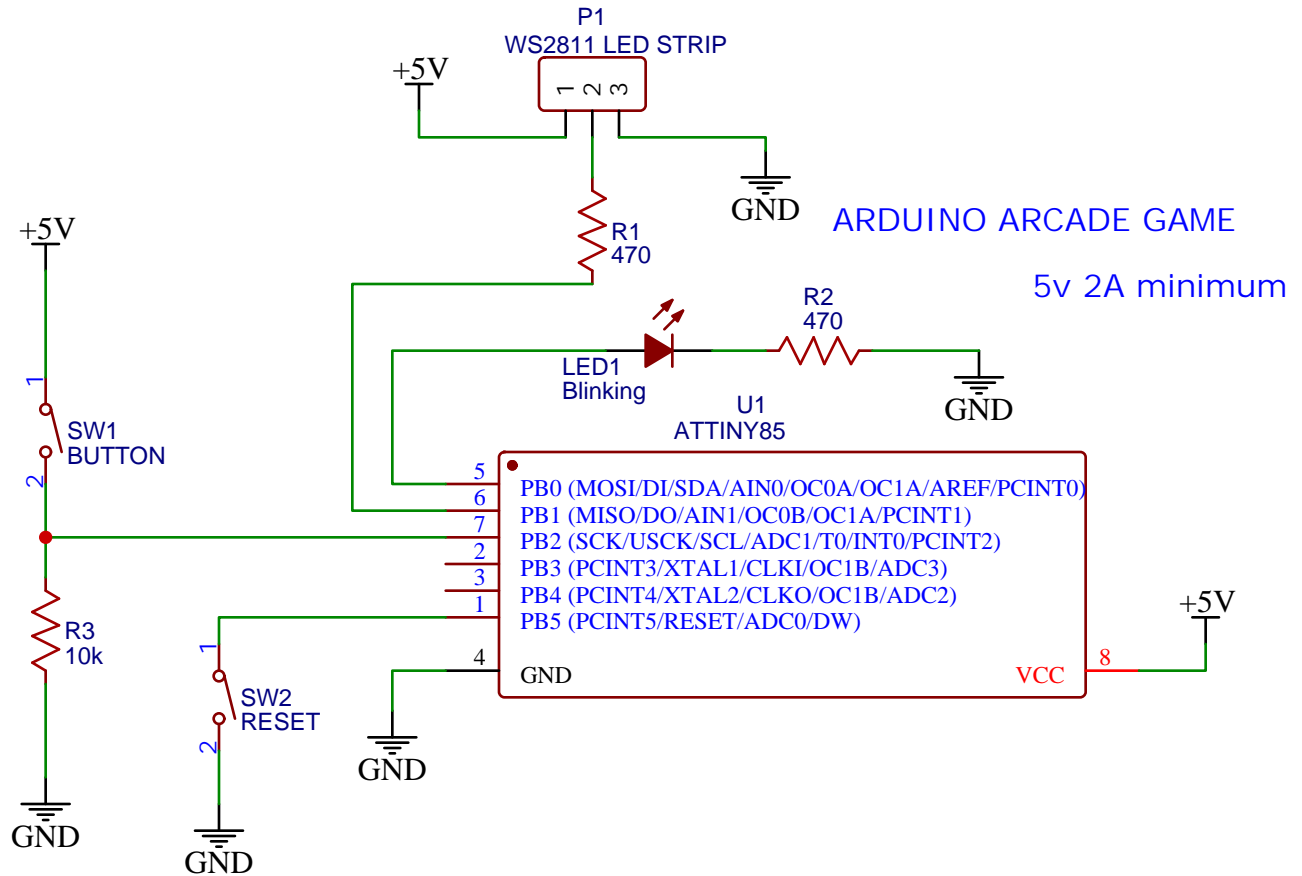 P1
WS2811 LED STRIP
+5V
1 2 3
GND
ARDUINO ARCADE GAME
5v 2A minimum
R1
470
+5V
R2
470
LED1
Blinking
GND
1
SW1
BUTTON
2
U1
ATTINY85
5 PB0 (MOSI/DI/SDA/AIN0/OC0A/OC1A/AREF/PCINT0)
6 PB1 (MISO/DO/AIN1/OC0B/OC1A/PCINT1)
7 PB2 (SCK/USCK/SCL/ADC1/T0/INT0/PCINT2)
2 PB3 (PCINT3/XTAL1/CLKI/OC1B/ADC3)
3 PB4 (PCINT4/XTAL2/CLKO/OC1B/ADC2)
1 PB5 (PCINT5/RESET/ADC0/DW)
4 GND
VCC 8
+5V
R3
10k
1
SW2
RESET
2
GND
GND
GND